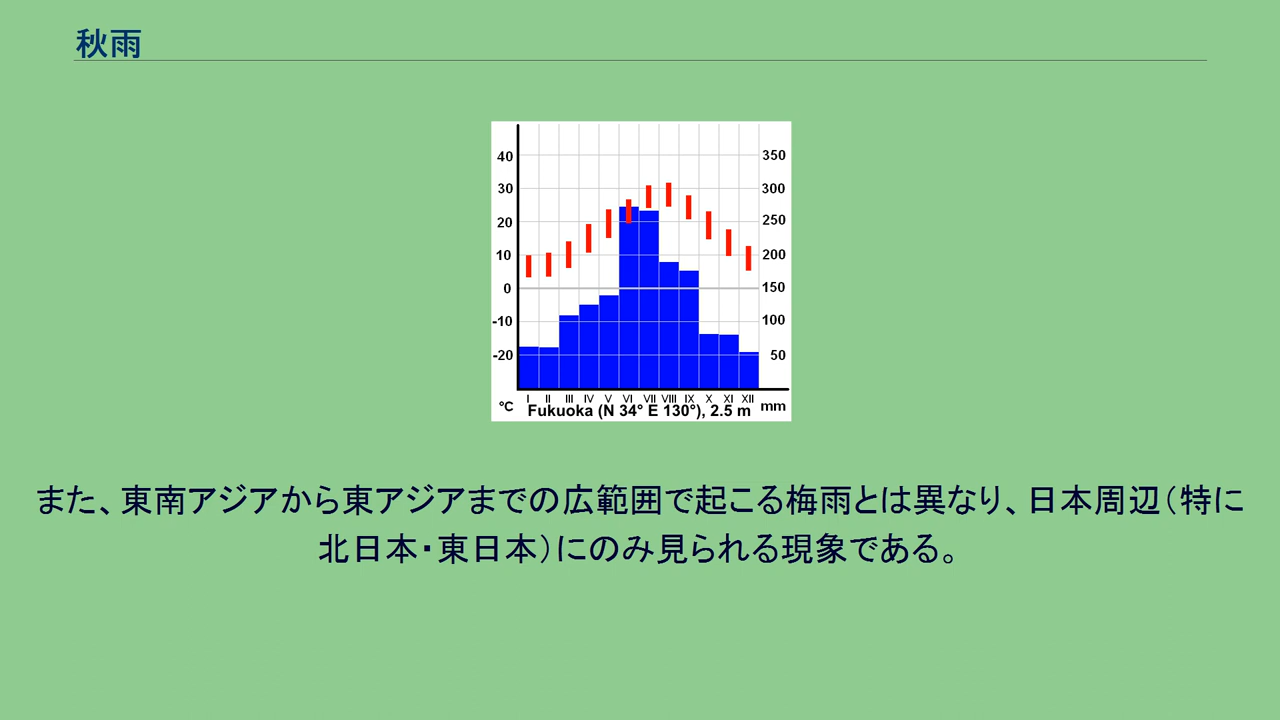 秋雨
40
30
20
10
0
-10
-20
350
300
250
200
150
100
50
°C
I II III IV V VI VII VIII IX X XI XII
mm
Fukuoka (N 34° E 130°), 2.5 m
また、東南アジアから東アジアまでの広範囲で起こる梅雨とは異なり、日本周辺（特に
北日本・東日本）にのみ見られる現象である。